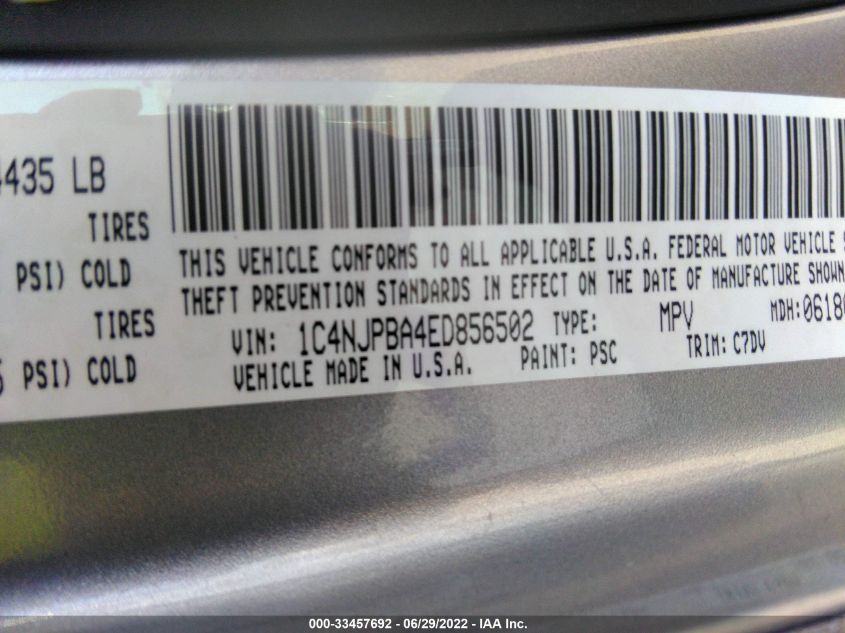 4435 LB
TIRES
PSI) COLD
TIRES
PSI) COLD
THIS VEHICLE CONFORMS TO ALL APPLICABLE U.S.A. FEDERAL MOTOR VEHICLE
THEFT PREVENTION STANDARDS IN EFFECT ON THE DATE OF MANUFACTURE SHOWN
VIN: 1C4NJPBA4ED856502 TYPE: MPV MDH:0618
VEHICLE MADE IN U.S.A. PAINT: PSC TRIM: C7DV
000-33457692 - 06/29/2022 - IAA Inc.